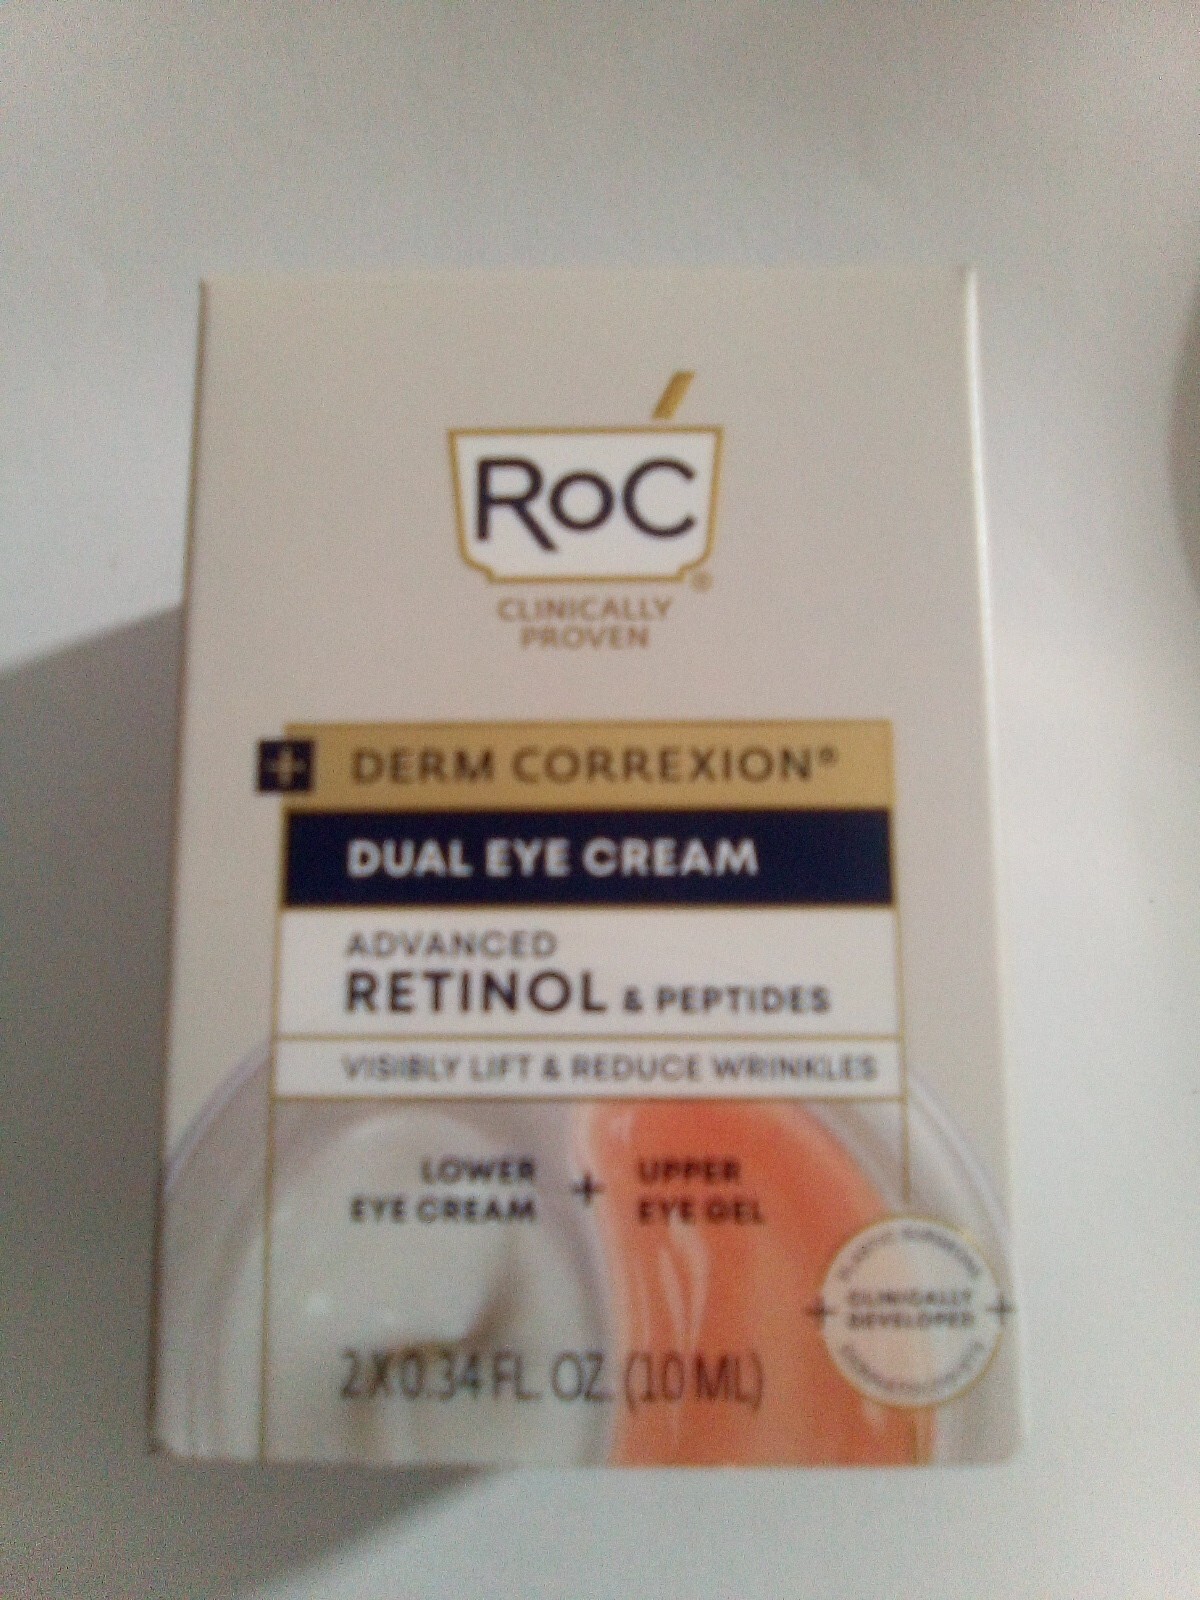 RoC®
CLINICALLY
PROVEN
+ DERM CORREXION®
DUAL EYE CREAM
ADVANCED
RETINOL & PEPTIDES
VISIBLY LIFT & REDUCE WRINKLES
LOWER
EYE CREAM
+
UPPER
EYE GEL
CLINICALLY
DEVELOPED
2 X 0.34 FL. OZ. (10 ML)